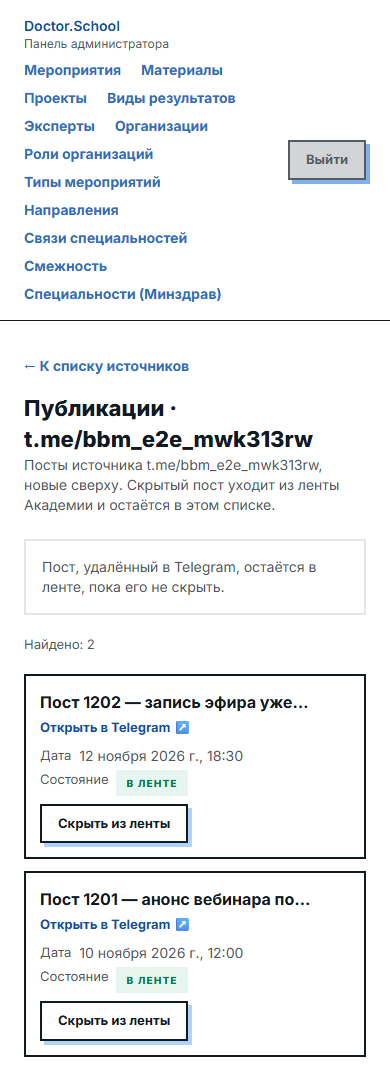 Doctor.School
Панель администратора
Мероприятия Материалы
Проекты Виды результатов
Эксперты Организации
Роли организаций
Выйти
Типы мероприятий
Направления
Связи специальностей
Смежность
Специальности (Минздрав)
← К списку источников
Публикации ·
t.me/bbm_e2e_mwk313rw
Посты источника t.me/bbm_e2e_mwk313rw,
новые сверху. Скрытый пост уходит из ленты
Академии и остаётся в этом списке.
Пост, удалённый в Telegram, остаётся в
ленте, пока его не скрыть.
Найдено: 2
Пост 1202 — запись эфира уже...
Открыть в Telegram ↗
Дата 12 ноября 2026 г., 18:30
Состояние В ЛЕНТЕ
Скрыть из ленты
Пост 1201 — анонс вебинара по...
Открыть в Telegram ↗
Дата 10 ноября 2026 г., 12:00
Состояние В ЛЕНТЕ
Скрыть из ленты